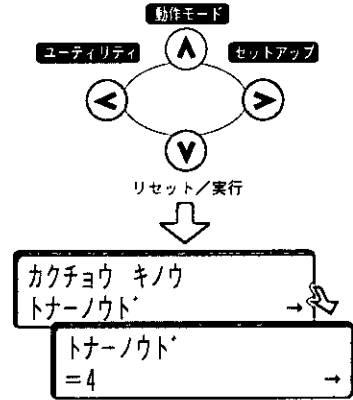 動作モード
ユーティリティ
セットアップ
リセット/実行
カクチョウ キノウ
トナーノウド゛ →
トナーノウド゛
=4 →